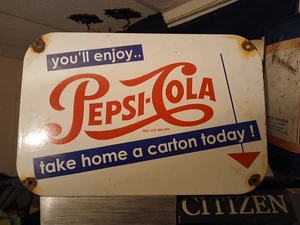 you'll enjoy..
PEPSI-COLA
take home a carton today !
CITIZEN